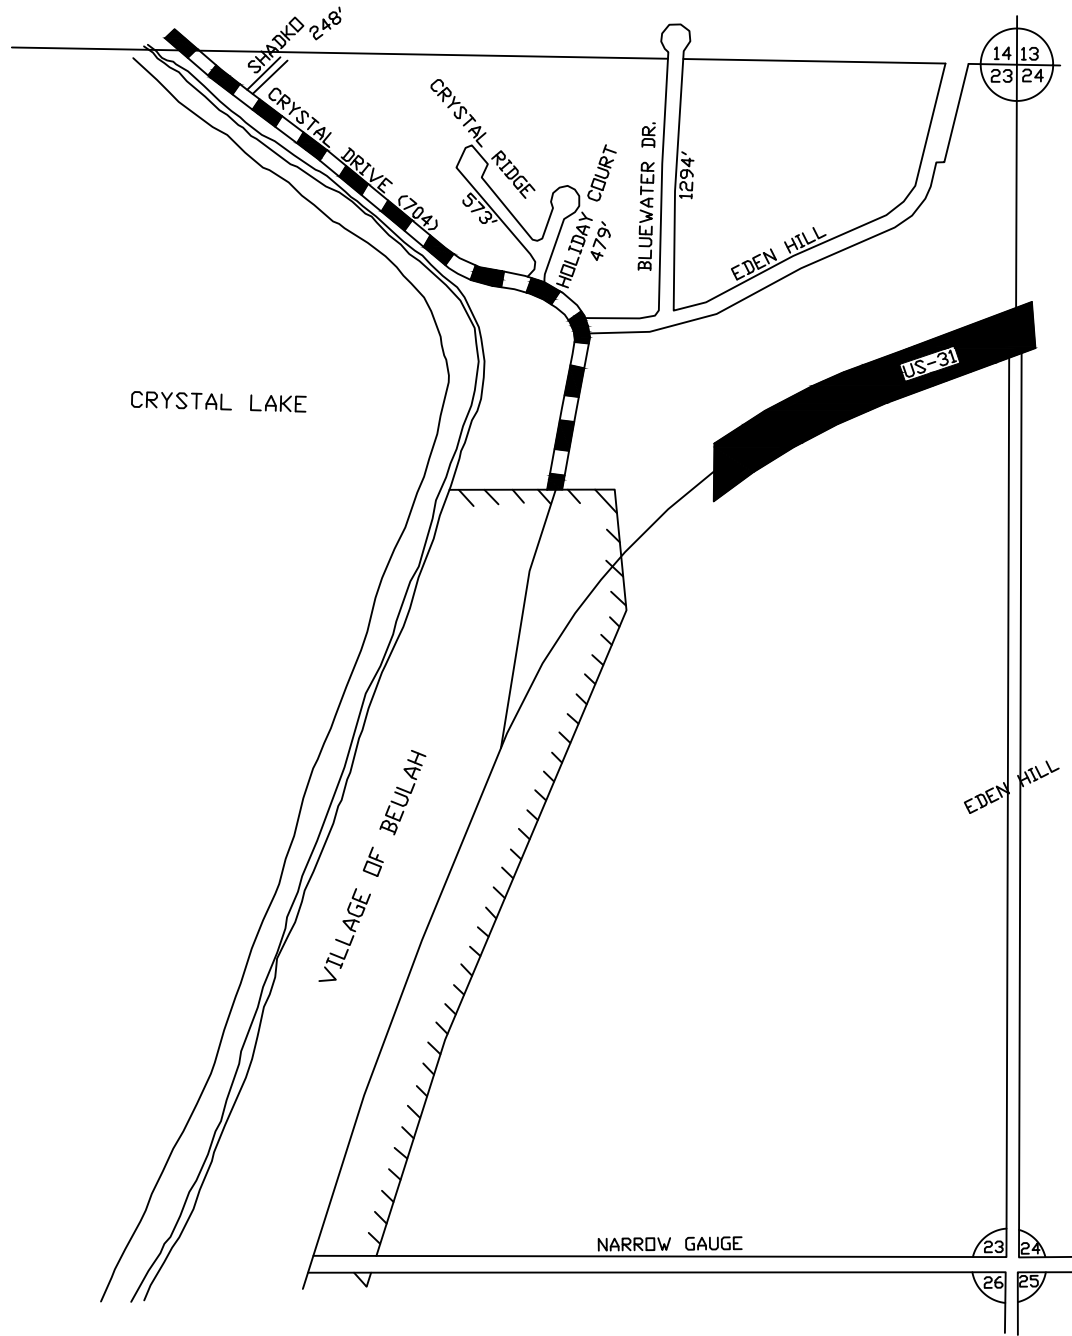 SHADKO
248'
14 13
23 24
CRYSTAL DRIVE (704)
CRYSTAL RIDGE
573'
HOLIDAY COURT
479'
BLUEWATER DR.
1294'
EDEN HILL
US-31
CRYSTAL LAKE
VILLAGE OF BEULAH
EDEN HILL
NARROW GAUGE
23 24
26 25